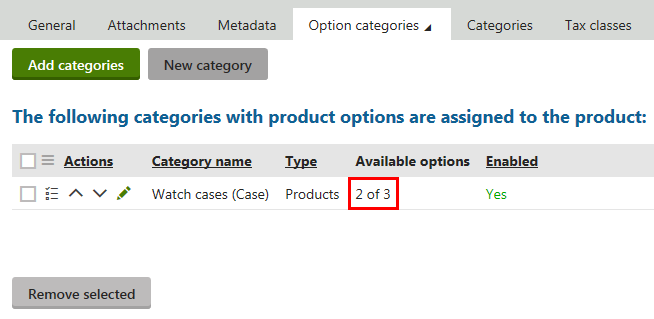 General Attachments Metadata Option categories Categories Tax classes
Add categories New category
The following categories with product options are assigned to the product:
Actions Category name Type Available options Enabled
Watch cases (Case) Products 2 of 3 Yes
Remove selected